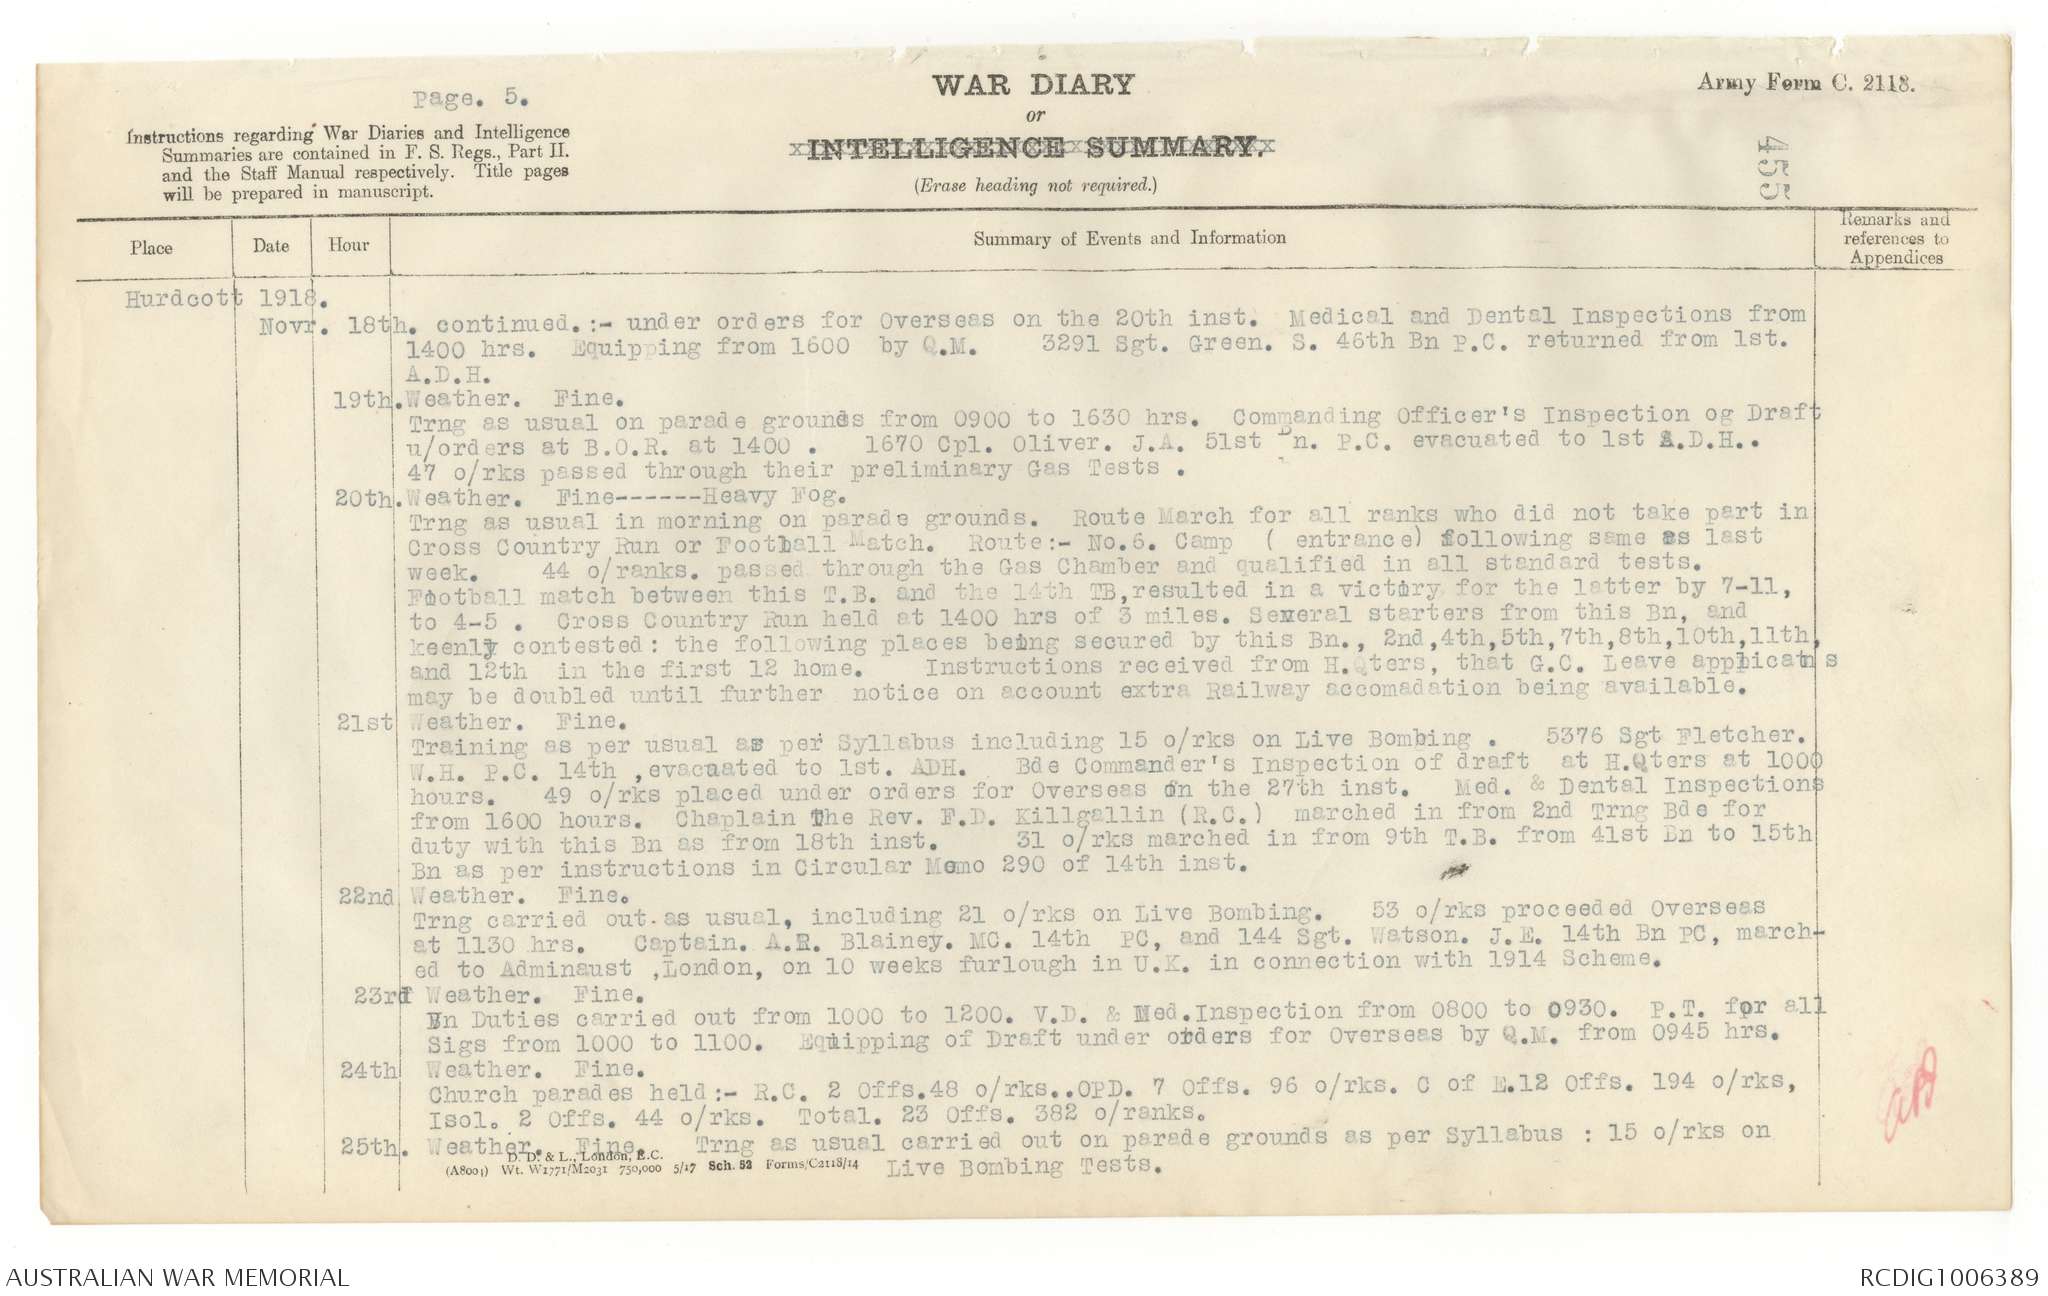 page. 5.
WAR DIARY
Army Form C. 2118.
or
INTELLIGENCE SUMMARY.
(Erase heading not required.)
455
Instructions regarding War Diaries and Intelligence
Summaries are contained in F. S. Regs., Part II.
and the Staff Manual respectively. Title pages
will be prepared in manuscript.
Place
Date
Hour
Summary of Events and Information
Remarks and
references to
Appendices
Hurdcott 1918.
Novr. 18th. continued.:- under orders for Overseas on the 20th inst. Medical and Dental Inspections from
1400 hrs. Equipping from 1600 by Q.M. 3291 Sgt. Green. S. 46th Bn P.C. returned from 1st.
A.D.H.
19th. Weather. Fine.
Trng as usual on parade grounds from 0900 to 1630 hrs. Commanding Officer's Inspection og Draft
u/orders at B.O.R. at 1400 . 1670 Cpl. Oliver. J.A. 51st Bn. P.C. evacuated to 1st A.D.H..
47 o/rks passed through their preliminary Gas Tests .
20th. Weather. Fine------Heavy Fog.
Trng as usual in morning on parade grounds. Route March for all ranks who did not take part in
Cross Country Run or Football Match. Route:- No.6. Camp ( entrance) following same as last
week. 44 o/ranks. passed through the Gas Chamber and qualified in all standard tests.
Football match between this T.B. and the 14th TB,resulted in a victory for the latter by 7-11,
to 4-5 . Cross Country Run held at 1400 hrs of 3 miles. Several starters from this Bn, and
keenly contested: the following places being secured by this Bn., 2nd,4th,5th,7th,8th,10th,11th,
and 12th in the first 12 home. Instructions received from H.Qters, that G.C. Leave applicatns
may be doubled until further notice on account extra Railway accomadation being available.
21st Weather. Fine.
Training as per usual as per Syllabus including 15 o/rks on Live Bombing . 5376 Sgt Fletcher.
W.H. P.C. 14th ,evacuated to 1st. ADH. Bde Commander's Inspection of draft at H.Qters at 1000
hours. 49 o/rks placed under orders for Overseas on the 27th inst. Med. & Dental Inspections
from 1600 hours. Chaplain The Rev. F.D. Killgallin (R.C.) marched in from 2nd Trng Bde for
duty with this Bn as from 18th inst. 31 o/rks marched in from 9th T.B. from 41st Bn to 15th
Bn as per instructions in Circular Memo 290 of 14th inst.
22nd Weather. Fine.
Trng carried out as usual, including 21 o/rks on Live Bombing. 53 o/rks proceeded Overseas
at 1130 hrs. Captain. A.R. Blainey. MC. 14th PC, and 144 Sgt. Watson. J.E. 14th Bn PC, march-
ed to Adminaust ,London, on 10 weeks furlough in U.K. in connection with 1914 Scheme.
23rd Weather. Fine.
Bn Duties carried out from 1000 to 1200. V.D. & Med.Inspection from 0800 to 0930. P.T. for all
Sigs from 1000 to 1100. Equipping of Draft under orders for Overseas by Q.M. from 0945 hrs.
24th Weather. Fine.
Church parades held:- R.C. 2 Offs.48 o/rks..OPD. 7 Offs. 96 o/rks. C of E.12 Offs. 194 o/rks,
Isol. 2 Offs. 44 o/rks. Total. 23 Offs. 382 o/ranks.
25th. Weather. Fine. Trng as usual carried out on parade grounds as per Syllabus : 15 o/rks on
Live Bombing Tests.
D. D. & L., London, E.C.
(A8004) Wt. W1771/M2031 750,000 5/17 Sch. 52 Forms/C2118/14
AUSTRALIAN WAR MEMORIAL
RCDIG1006389